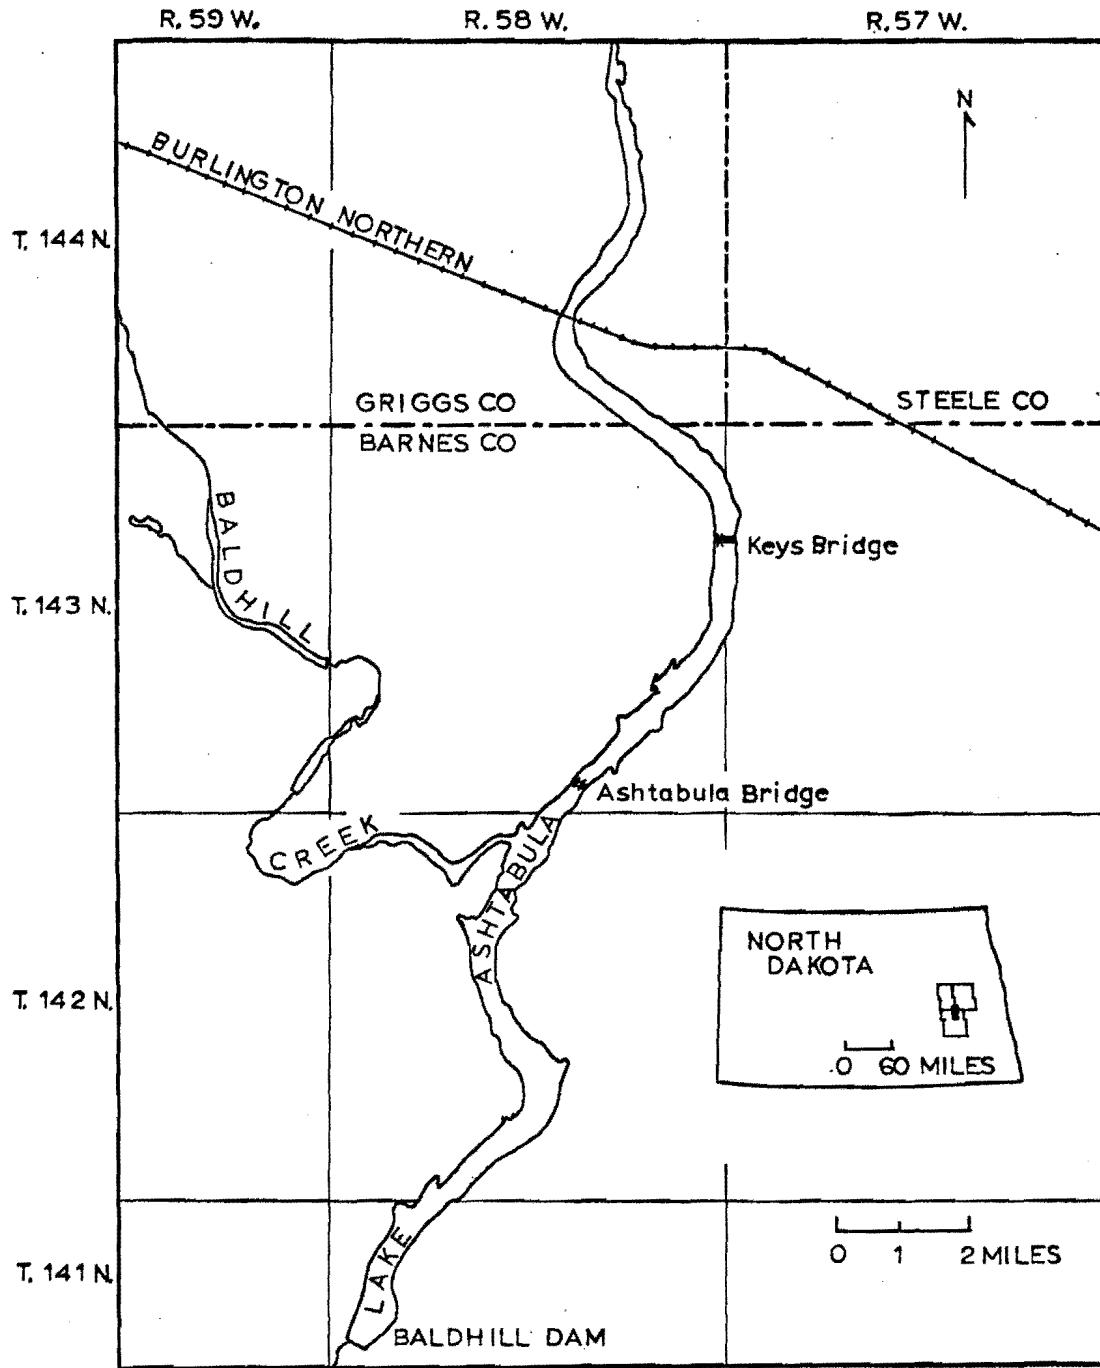 R. 59 W.
R. 58 W.
R. 57 W.
N
BURLINGTON NORTHERN
T. 144 N.
GRIGGS CO
STEELE CO
BARNES CO
BALDHILL
Keys Bridge
T. 143 N.
Ashtabula Bridge
CREEK
ASHTABULA
NORTH
DAKOTA
T. 142 N.
0 60 MILES
LAKE
0 1 2 MILES
T. 141 N.
BALDHILL DAM